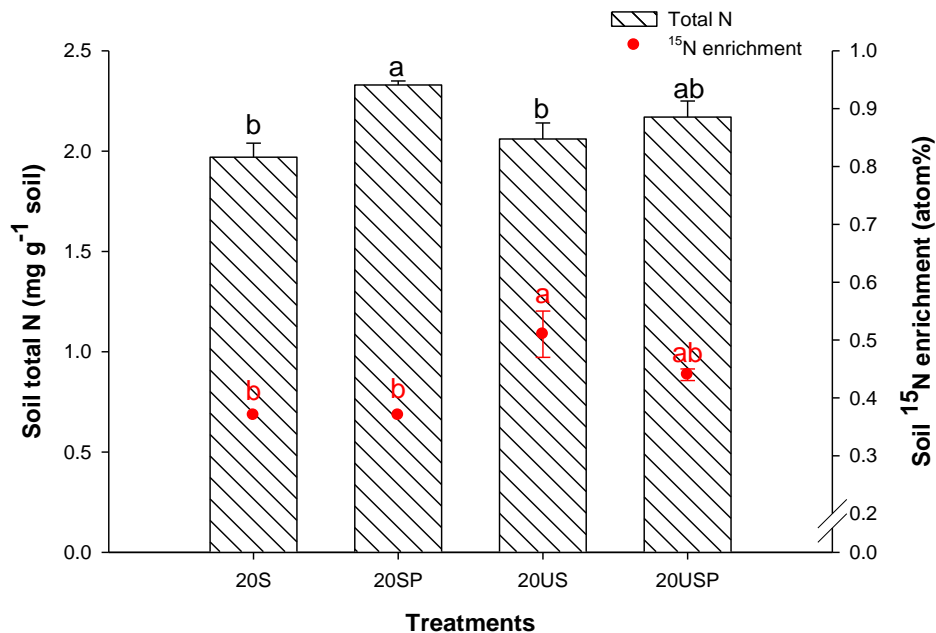 Total N
15N enrichment
Soil total N (mg g-1 soil)
2.5
2.0
1.5
1.0
0.5
0.0
b
a
b
ab
b
b
a
ab
1.0
0.9
0.8
0.7
0.6
0.5
0.4
0.3
0.2
0.0
Soil 15N enrichment (atom%)
20S 20SP 20US 20USP
Treatments